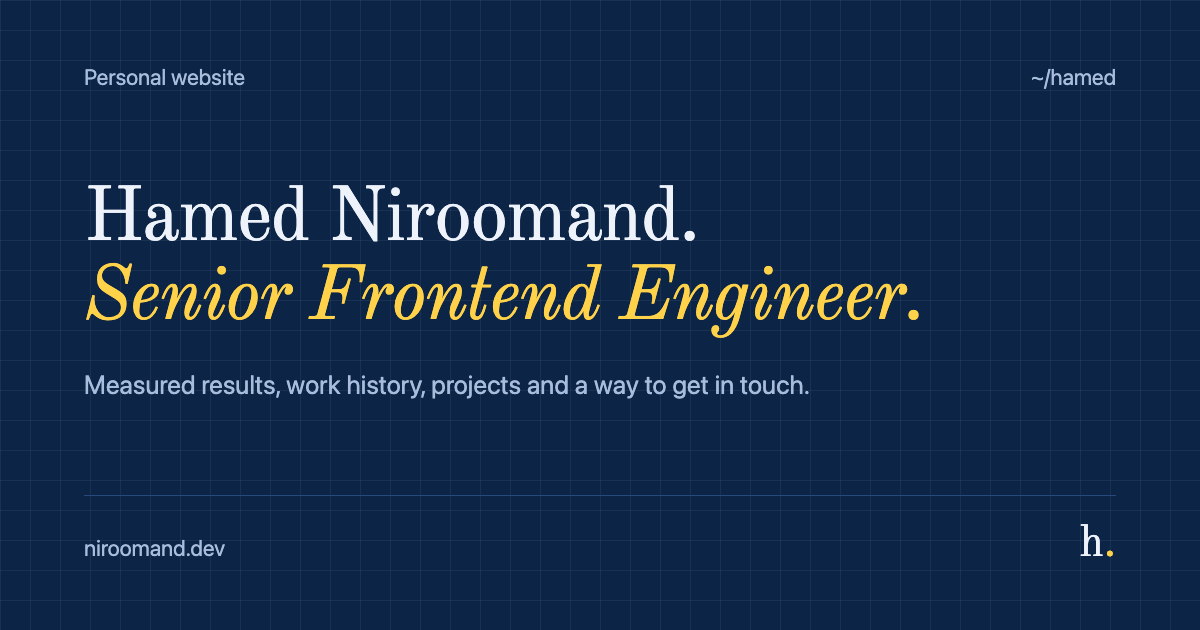 Personal website
~/hamed
Hamed Niroomand.
Senior Frontend Engineer.
Measured results, work history, projects and a way to get in touch.
niroomand.dev
h.